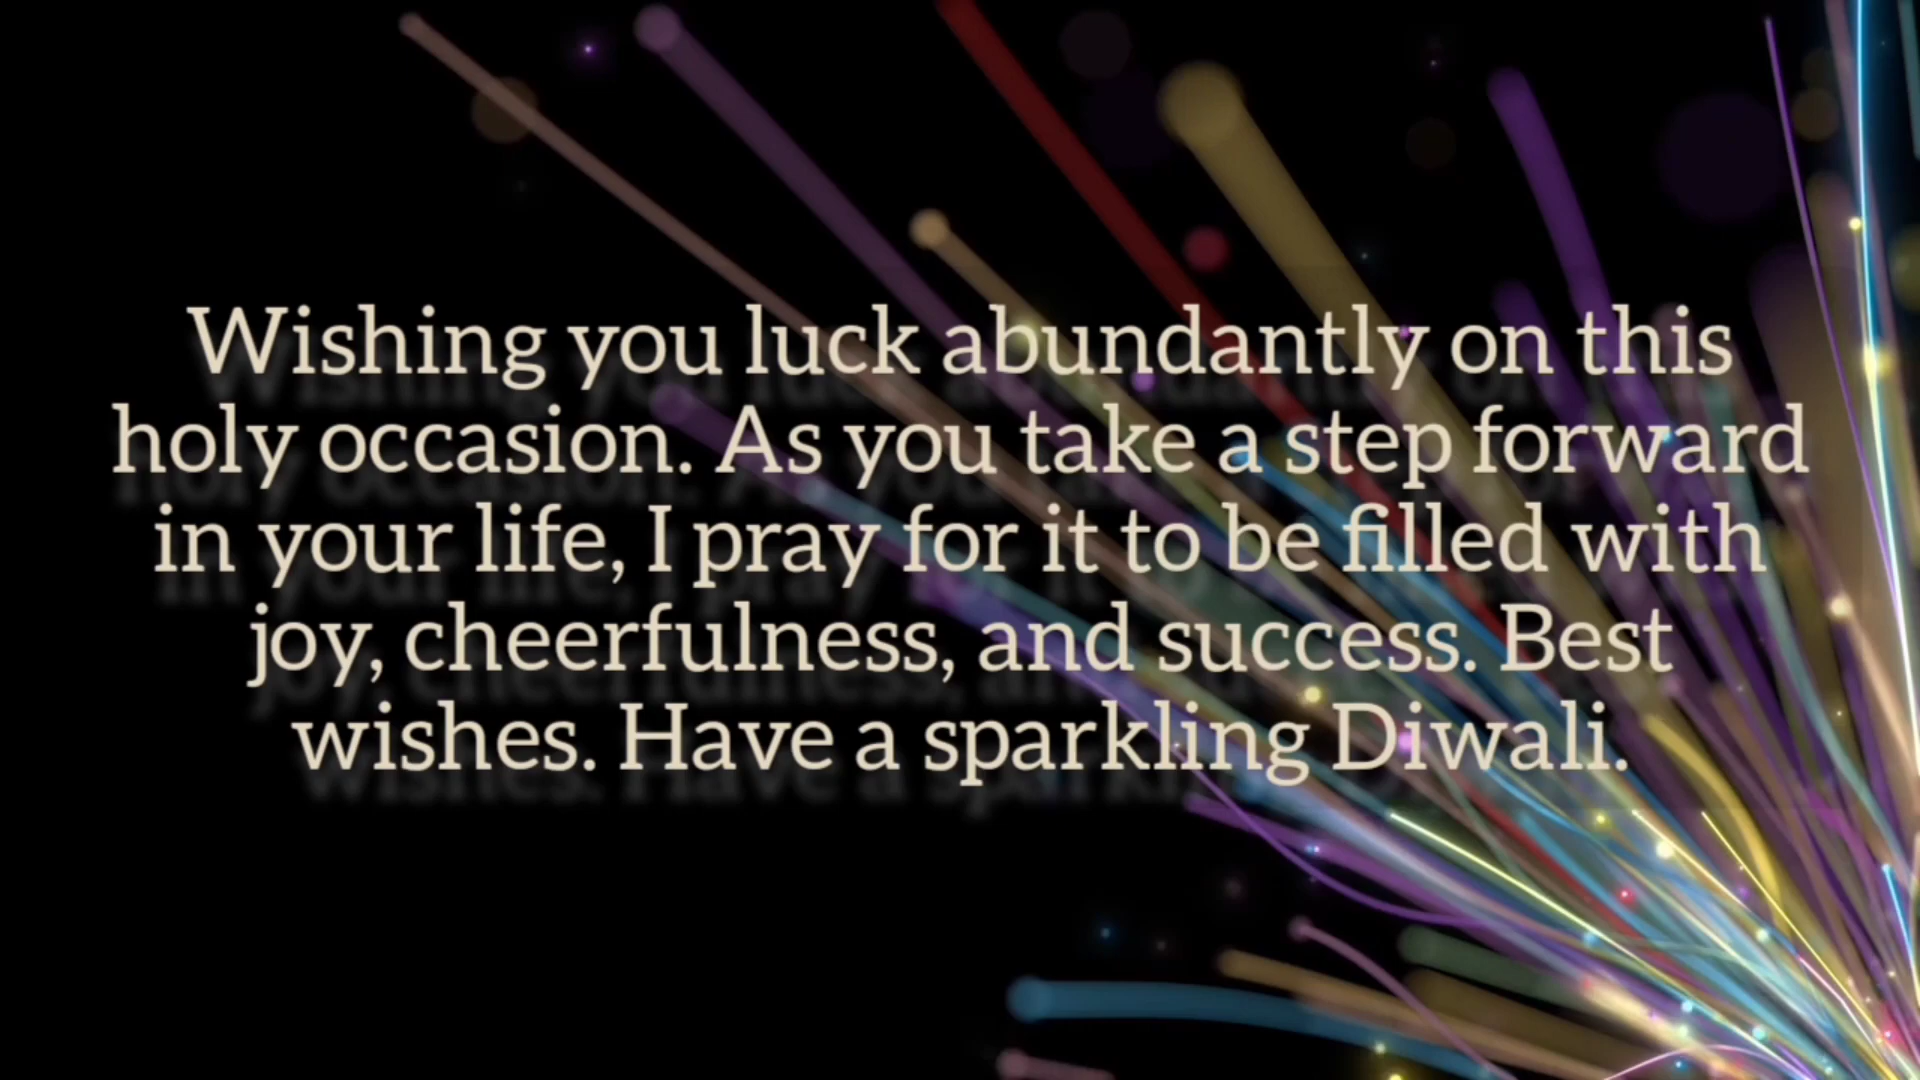 Wishing you luck abundantly on this
holy occasion. As you take a step forward
in your life, I pray for it to be filled with
joy, cheerfulness, and success. Best
wishes. Have a sparkling Diwali.